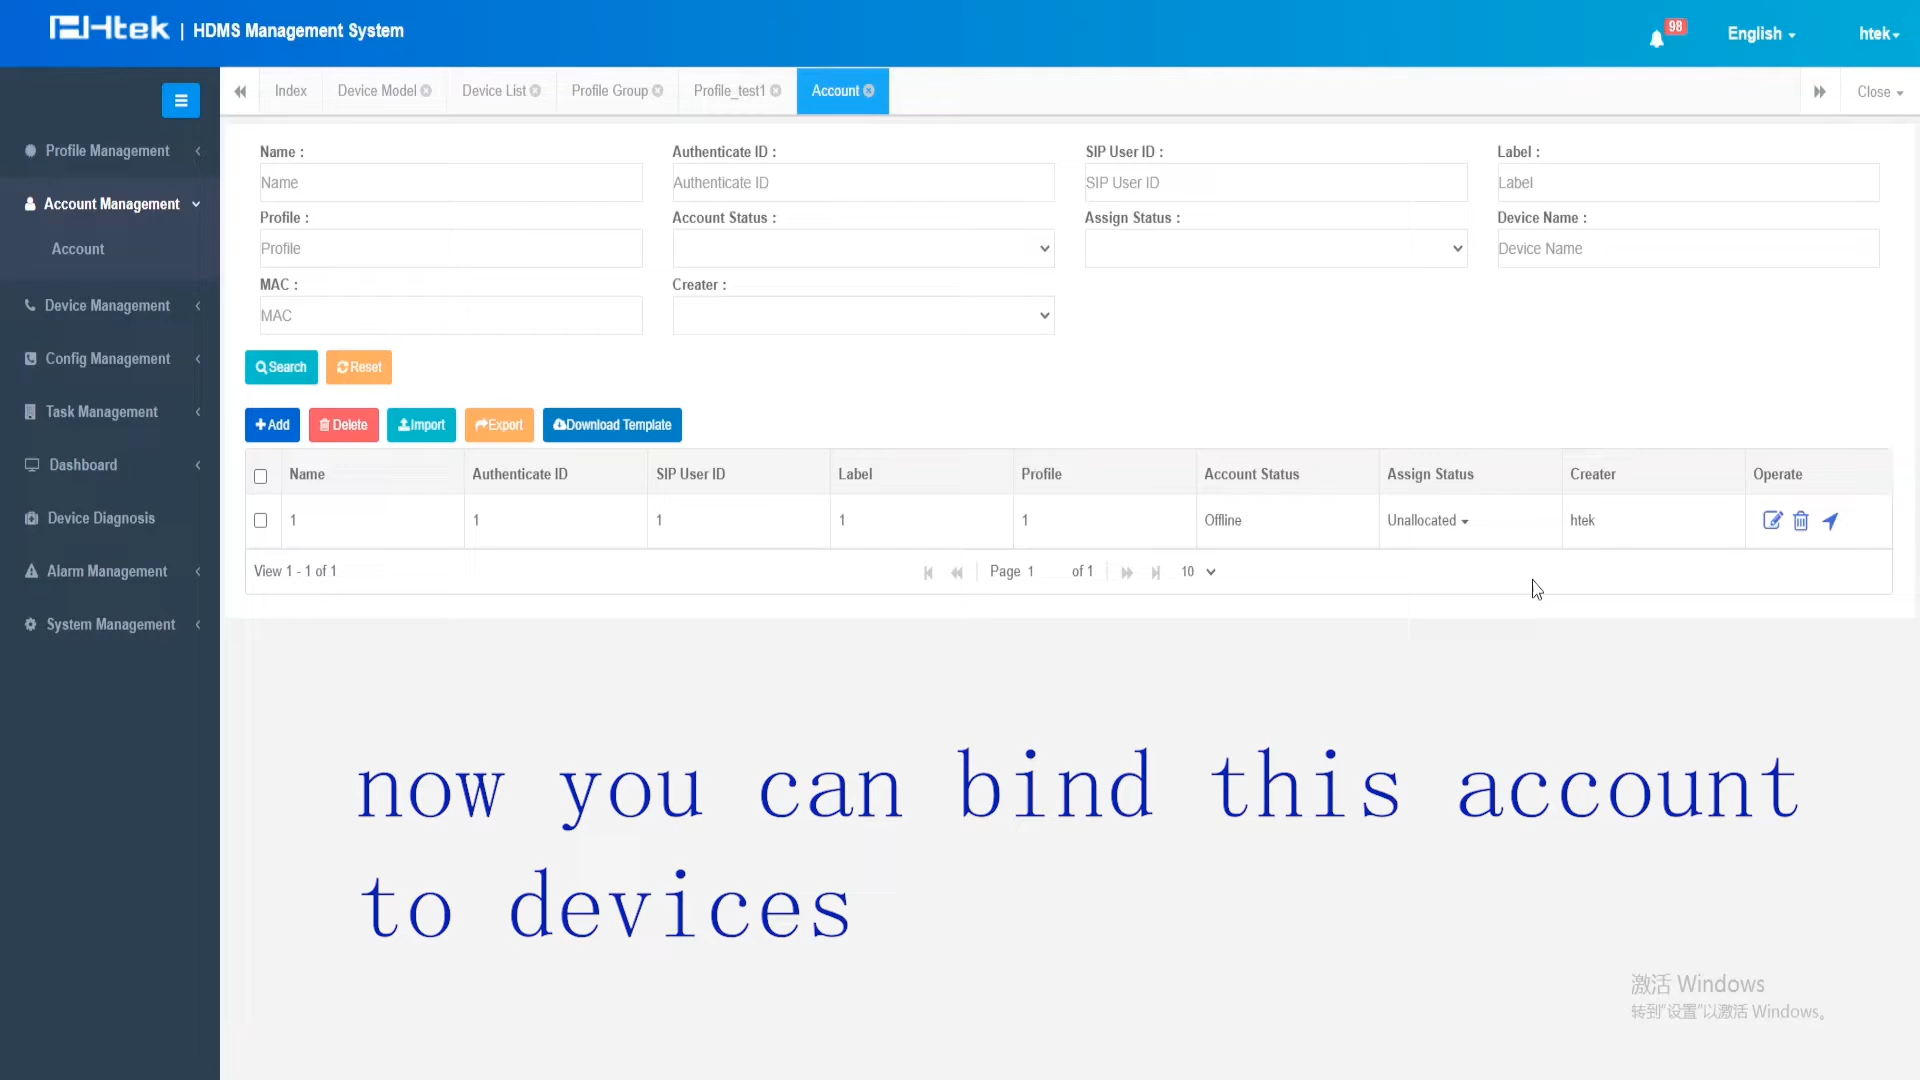 Htek | HDMS Management System
98
English
htek
Index
Device Model
Device List
Profile Group
Profile_test1
Account
Close
Profile Management
Account Management
Account
Device Management
Config Management
Task Management
Dashboard
Device Diagnosis
Alarm Management
System Management
Name :
Authenticate ID :
SIP User ID :
Label :
Name
Authenticate ID
SIP User ID
Label
Profile :
Account Status :
Assign Status :
Device Name :
Profile
Device Name
MAC :
Creater :
MAC
Search
Reset
Add
Delete
Import
Export
Download Template
Name Authenticate ID SIP User ID Label Profile Account Status Assign Status Creater Operate
1 1 1 1 1 Offline Unallocated htek
View 1 - 1 of 1
Page 1 of 1
10
now you can bind this account
to devices
激活 Windows
转到"设置"以激活 Windows。